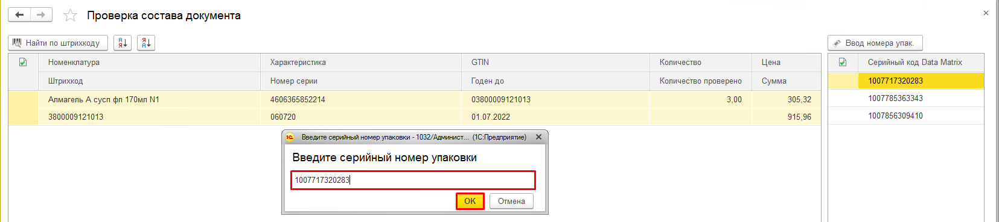 Проверка состава документа
Найти по штрихкоду
Ввод номера упак.
Номенклатура Характеристика GTIN Количество Цена
Серийный код Data Matrix
Штрихкод Номер серии Годен до Количество проверено Сумма
1007717320283
Алмагель А сусп фл 170мл N1 4606365852214 03800009121013 3,00 305,32
1007785363343
3800009121013 060720 01.07.2022 915,96
1007856309410
1С Введите серийный номер упаковки - 1032/Админист... (1С:Предприятие)
Введите серийный номер упаковки
1007717320283
ОК Отмена